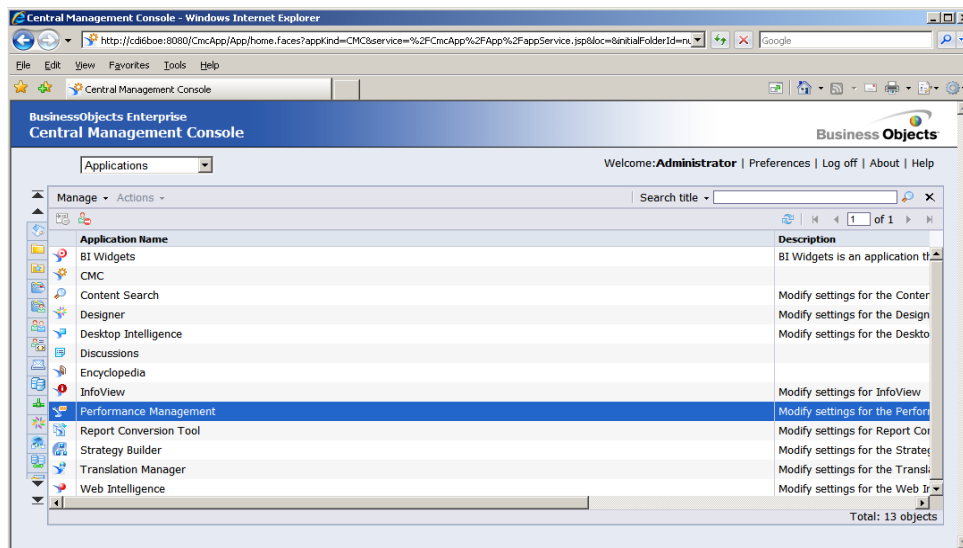 Central Management Console - Windows Internet Explorer
http://cdi6boe:8080/CmcApp/App/home.faces?appKind=CMC&service=%2FCmcApp%2FApp%2FappService.jsp&loc=&initialFolderId=nu
Google
File Edit View Favorites Tools Help
Central Management Console
BusinessObjects Enterprise
Central Management Console
Business Objects
Applications
Welcome:Administrator | Preferences | Log off | About | Help
Manage Actions
Search title
1 of 1
Application Name Description
BI Widgets BI Widgets is an application th
CMC
Content Search Modify settings for the Conter
Designer Modify settings for the Design
Desktop Intelligence Modify settings for the Deskto
Discussions
Encyclopedia
InfoView Modify settings for InfoView
Performance Management Modify settings for the Perfor
Report Conversion Tool Modify settings for Report Cor
Strategy Builder Modify settings for the Strateg
Translation Manager Modify settings for the Transla
Web Intelligence Modify settings for the Web Ir
Total: 13 objects